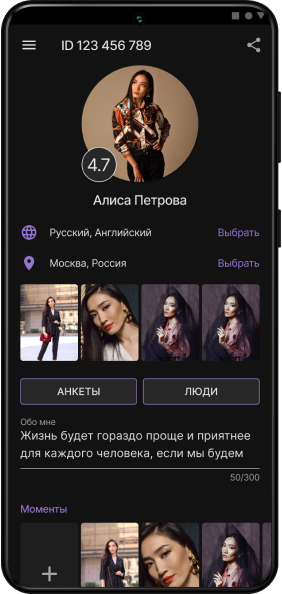 ID 123 456 789
4.7
Алиса Петрова
Русский, Английский
Выбрать
Москва, Россия
Выбрать
АНКЕТЫ
ЛЮДИ
Обо мне
Жизнь будет гораздо проще и приятнее
для каждого человека, если мы будем
50/300
Моменты
+